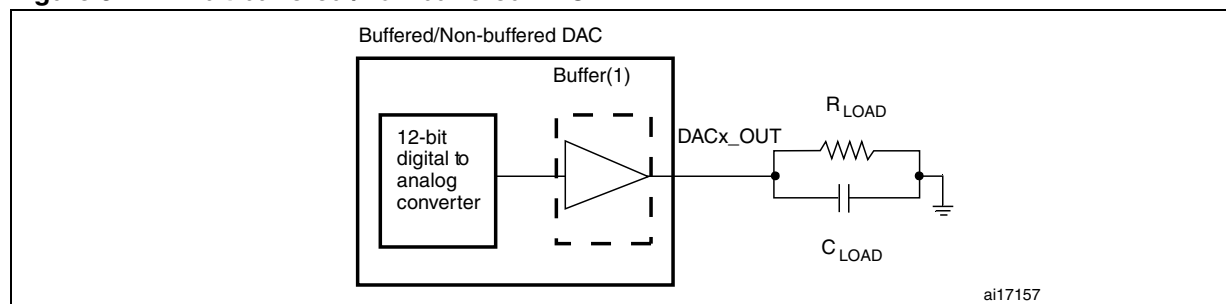 Buffered/Non-buffered DAC
Buffer(1)
12-bit
digital to
analog
converter
DACx_OUT
R LOAD
C LOAD
ai17157